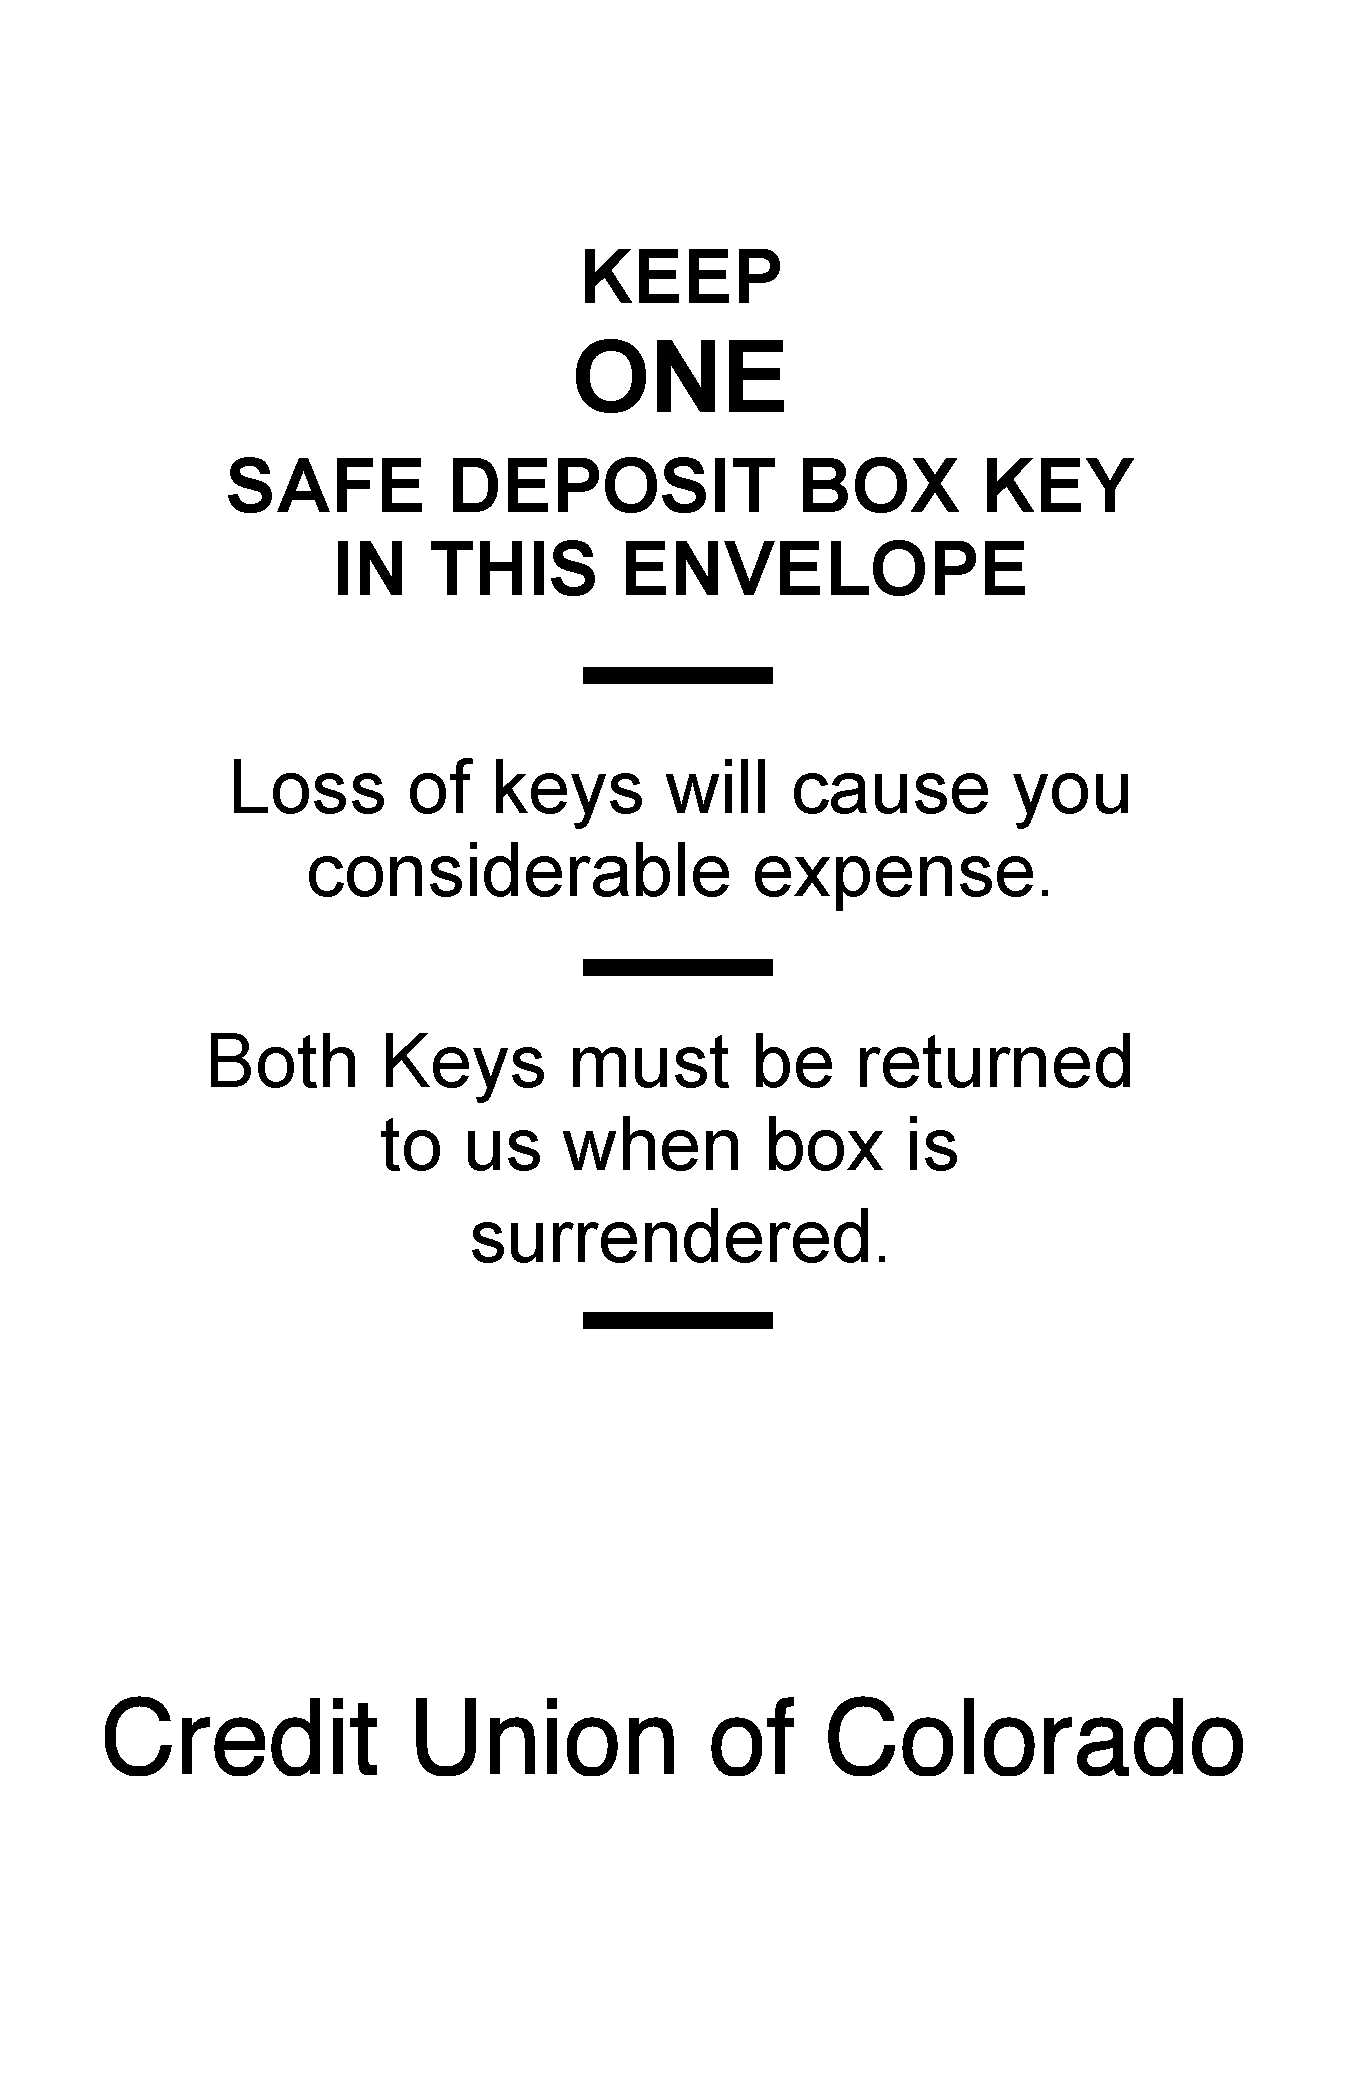 KEEP
ONE
SAFE DEPOSIT BOX KEY
IN THIS ENVELOPE
Loss of keys will cause you
considerable expense.
Both Keys must be returned
to us when box is
surrendered.
Credit Union of Colorado